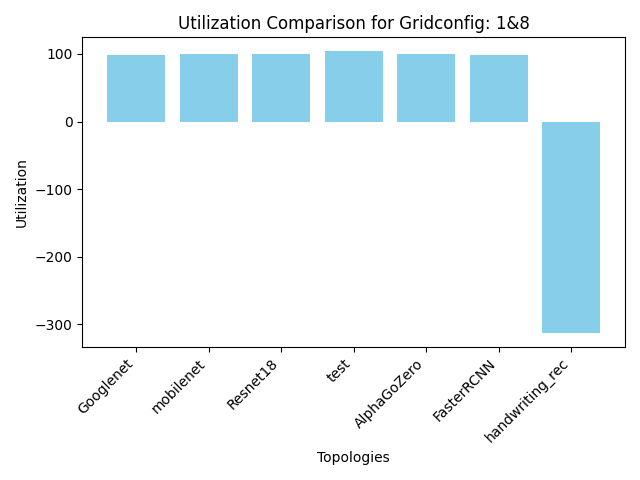 Utilization Comparison for Gridconfig: 1&8
100
0
−100
−200
−300
Utilization
Googlenet
mobilenet
Resnet18
test
AlphaGoZero
FasterRCNN
handwriting_rec
Topologies